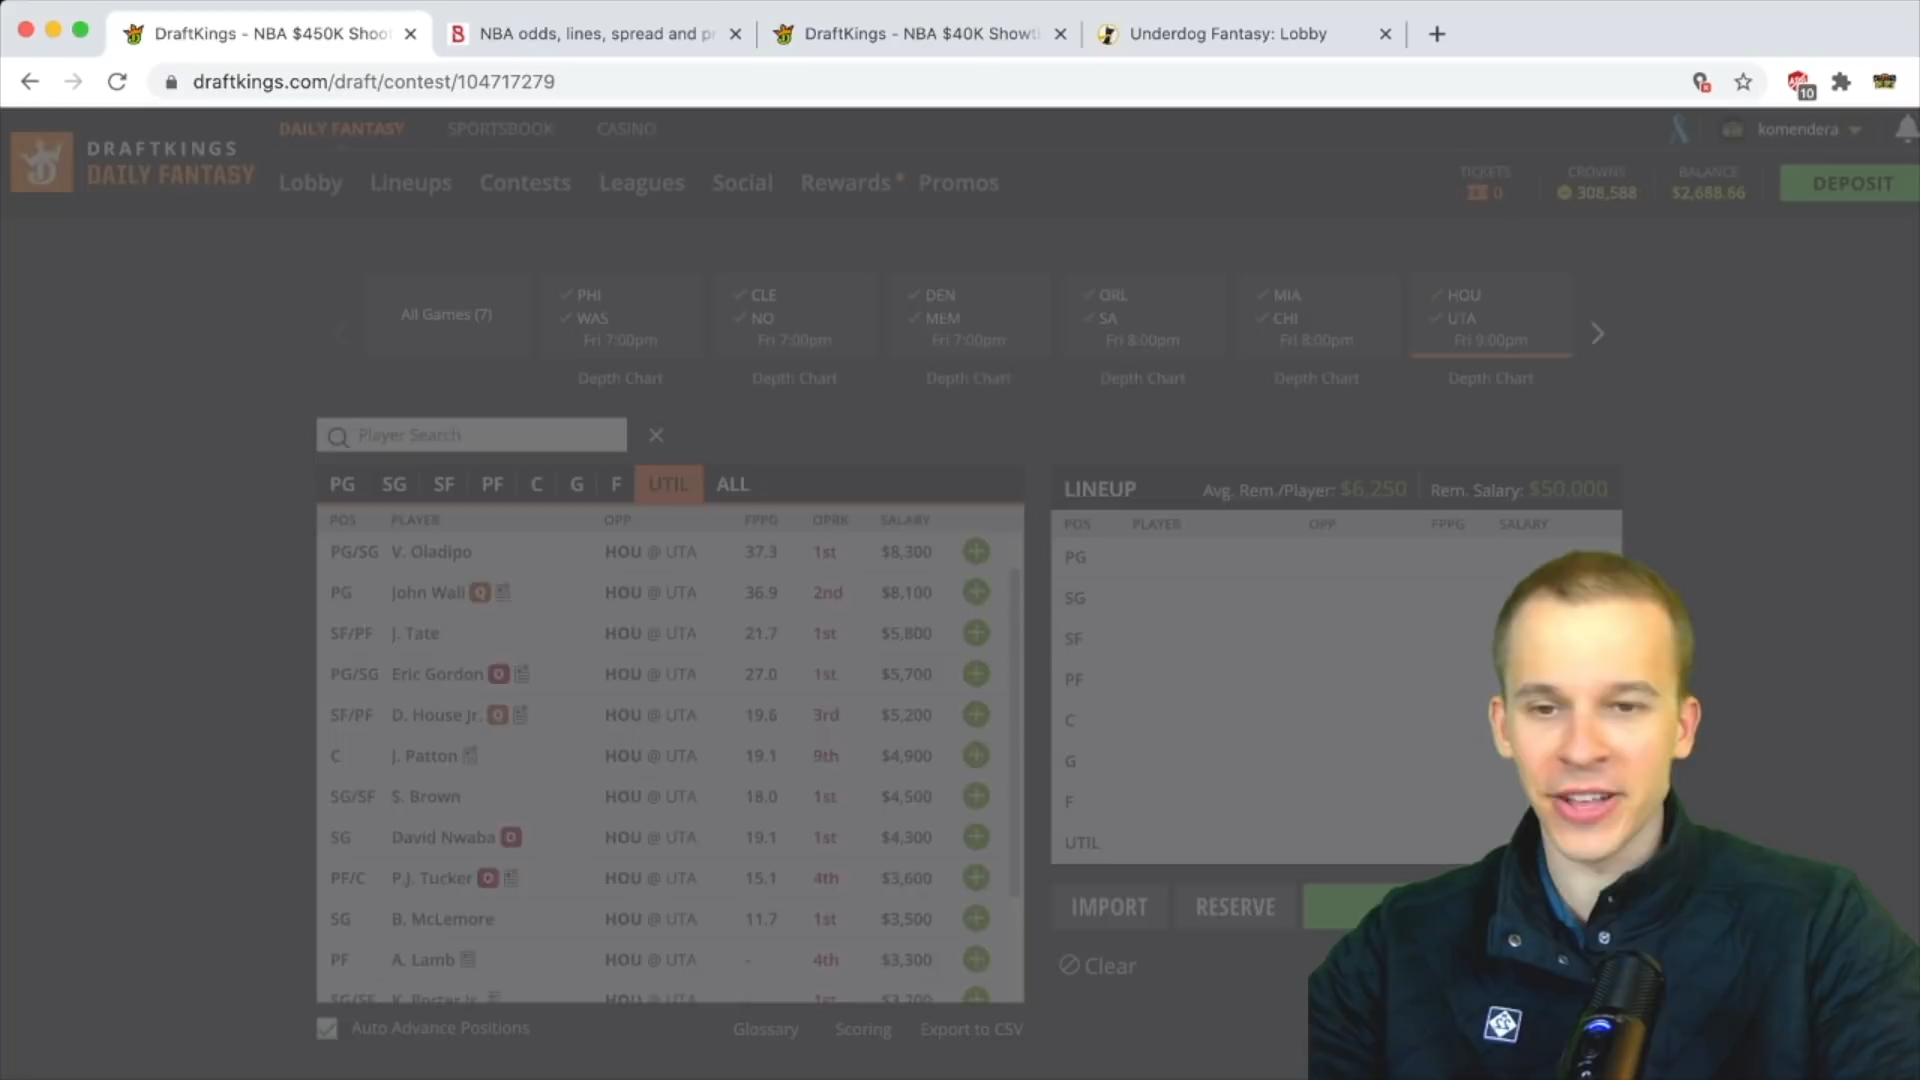 DraftKings - NBA $450K Shoot
NBA odds, lines, spread and pr
DraftKings - NBA $40K Showti
Underdog Fantasy: Lobby
draftkings.com/draft/contest/104717279
10
DAILY FANTASY SPORTSBOOK CASINO
komendera
DRAFTKINGS
DAILY FANTASY
Lobby Lineups Contests Leagues Social Rewards Promos
TICKETS
0
CROWNS
308,588
BALANCE
$2,688.66
DEPOSIT
All Games (7)
PHI
WAS
Fri 7:00pm
Depth Chart
CLE
NO
Fri 7:00pm
Depth Chart
DEN
MEM
Fri 7:00pm
Depth Chart
ORL
SA
Fri 8:00pm
Depth Chart
MIA
CHI
Fri 8:00pm
Depth Chart
HOU
UTA
Fri 9:00pm
Depth Chart
Player Search
PG SG SF PF C G F UTIL ALL
POS PLAYER OPP FPPG OPRK SALARY
PG/SG V. Oladipo HOU @ UTA 37.3 1st $8,300
PG John Wall Q HOU @ UTA 36.9 2nd $8,100
SF/PF J. Tate HOU @ UTA 21.7 1st $5,800
PG/SG Eric Gordon O HOU @ UTA 27.0 1st $5,700
SF/PF D. House Jr. O HOU @ UTA 19.6 3rd $5,200
C J. Patton HOU @ UTA 19.1 9th $4,900
SG/SF S. Brown HOU @ UTA 18.0 1st $4,500
SG David Nwaba O HOU @ UTA 19.1 1st $4,300
PF/C P.J. Tucker O HOU @ UTA 15.1 4th $3,600
SG B. McLemore HOU @ UTA 11.7 1st $3,500
PF A. Lamb HOU @ UTA - 4th $3,300
SG/SF K. Porter Jr. HOU @ UTA 1st
Auto Advance Positions
Glossary Scoring Export to CSV
LINEUP Avg. Rem./Player: $6,250 Rem. Salary: $50,000
POS PLAYER OPP FPPG SALARY
PG
SG
SF
PF
C
G
F
UTIL
IMPORT RESERVE
Clear
22